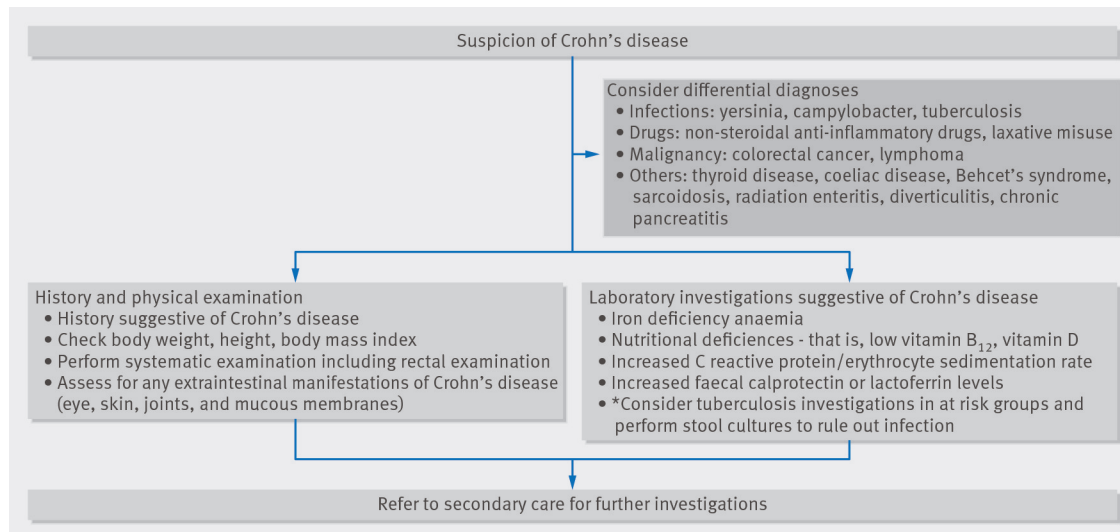 Suspicion of Crohn's disease
Consider differential diagnoses
• Infections: yersinia, campylobacter, tuberculosis
• Drugs: non-steroidal anti-inflammatory drugs, laxative misuse
• Malignancy: colorectal cancer, lymphoma
• Others: thyroid disease, coeliac disease, Behcet's syndrome,
sarcoidosis, radiation enteritis, diverticulitis, chronic
pancreatitis
History and physical examination
• History suggestive of Crohn's disease
• Check body weight, height, body mass index
• Perform systematic examination including rectal examination
• Assess for any extraintestinal manifestations of Crohn's disease
(eye, skin, joints, and mucous membranes)
Laboratory investigations suggestive of Crohn's disease
• Iron deficiency anaemia
• Nutritional deficiences - that is, low vitamin B₁₂, vitamin D
• Increased C reactive protein/erythrocyte sedimentation rate
• Increased faecal calprotectin or lactoferrin levels
• *Consider tuberculosis investigations in at risk groups and
perform stool cultures to rule out infection
Refer to secondary care for further investigations